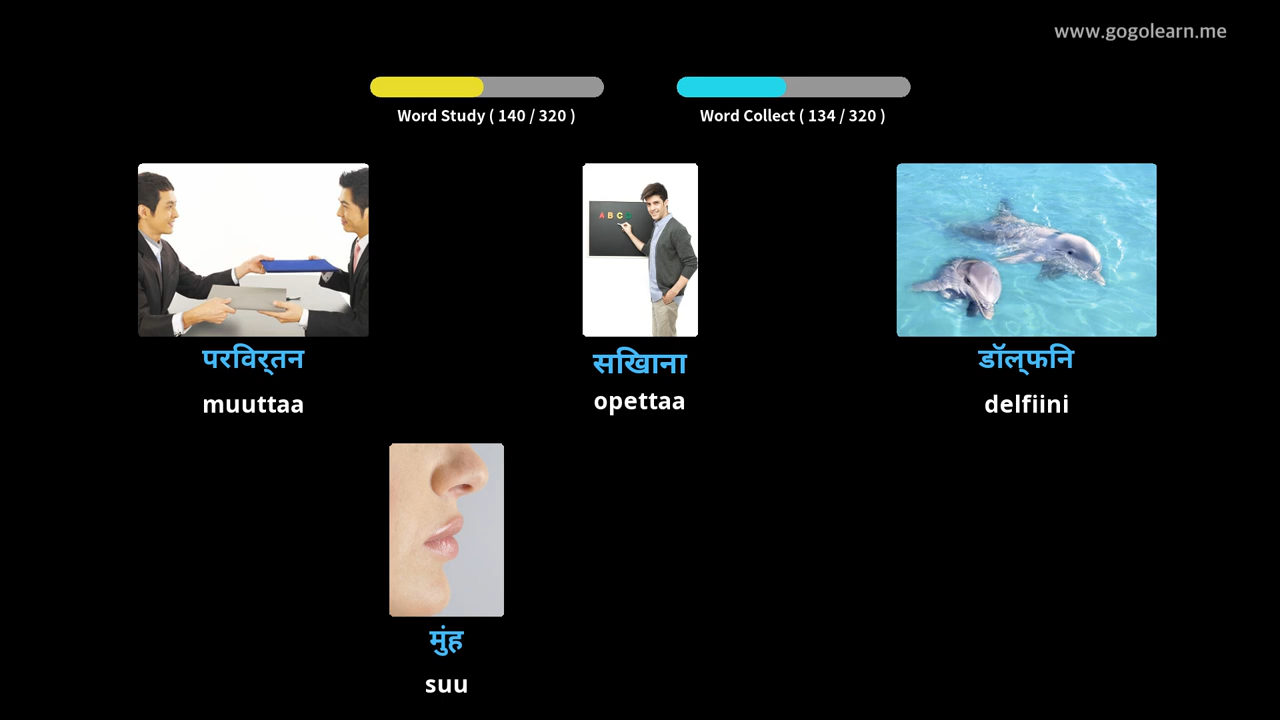 www.gogolearn.me
Word Study ( 140 / 320 )
Word Collect ( 134 / 320 )
परविर्तन
muuttaa
सखिाना
opettaa
A B C D
डॉल्फनि
delfiini
मुंह
suu